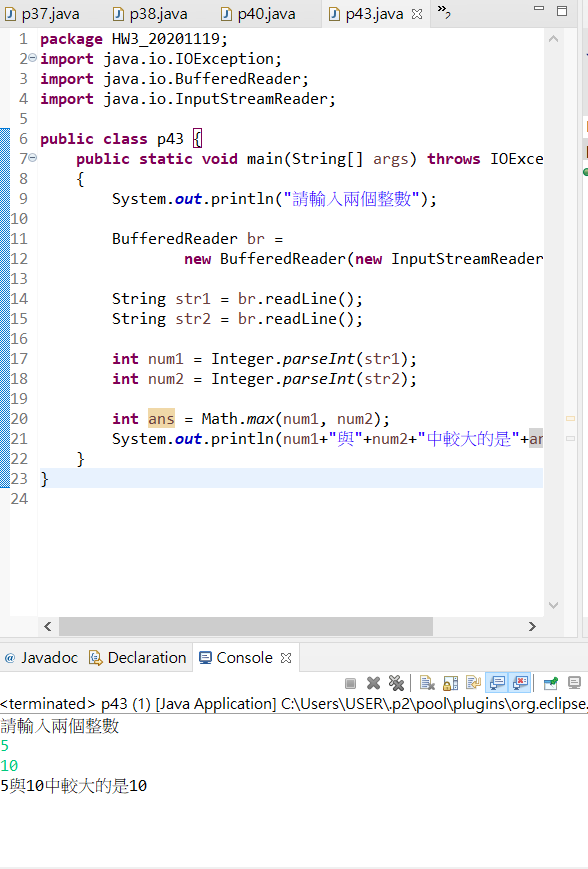 p37.java p38.java p40.java p43.java »2
1 package HW3_20201119;
2 import java.io.IOException;
3 import java.io.BufferedReader;
4 import java.io.InputStreamReader;
5
6 public class p43 {
7 public static void main(String[] args) throws IOExce
8 {
9 System.out.println("請輸入兩個整數");
10
11 BufferedReader br =
12 new BufferedReader(new InputStreamReader
13
14 String str1 = br.readLine();
15 String str2 = br.readLine();
16
17 int num1 = Integer.parseInt(str1);
18 int num2 = Integer.parseInt(str2);
19
20 int ans = Math.max(num1, num2);
21 System.out.println(num1+"與"+num2+"中較大的是"+an
22 }
23 }
24
@ Javadoc Declaration Console
<terminated> p43 (1) [Java Application] C:\Users\USER\.p2\pool\plugins\org.eclipse.
請輸入兩個整數
5
10
5與10中較大的是10